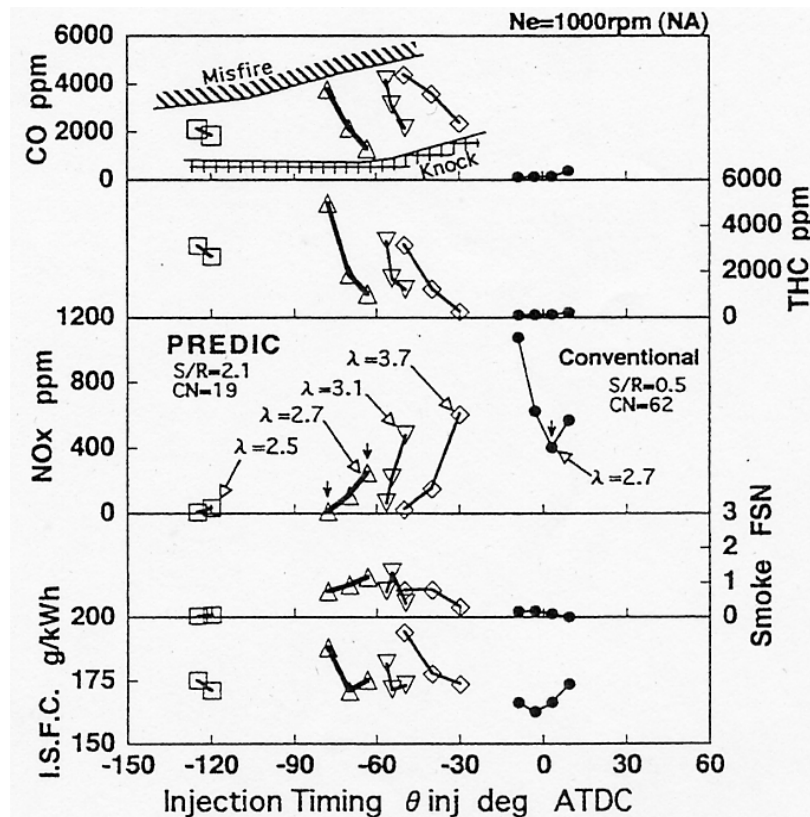 Ne=1000rpm (NA)
6000
4000
2000
0
CO ppm
Misfire
Knock
6000
4000
2000
0
THC ppm
1200
800
400
0
NOx ppm
PREDIC
S/R=2.1
CN=19
λ=2.5
λ=2.7
λ=3.1
λ=3.7
Conventional
S/R=0.5
CN=62
λ=2.7
3
2
1
0
Smoke FSN
200
175
150
I.S.F.C. g/kWh
-150 -120 -90 -60 -30 0 30 60
Injection Timing θ inj deg ATDC